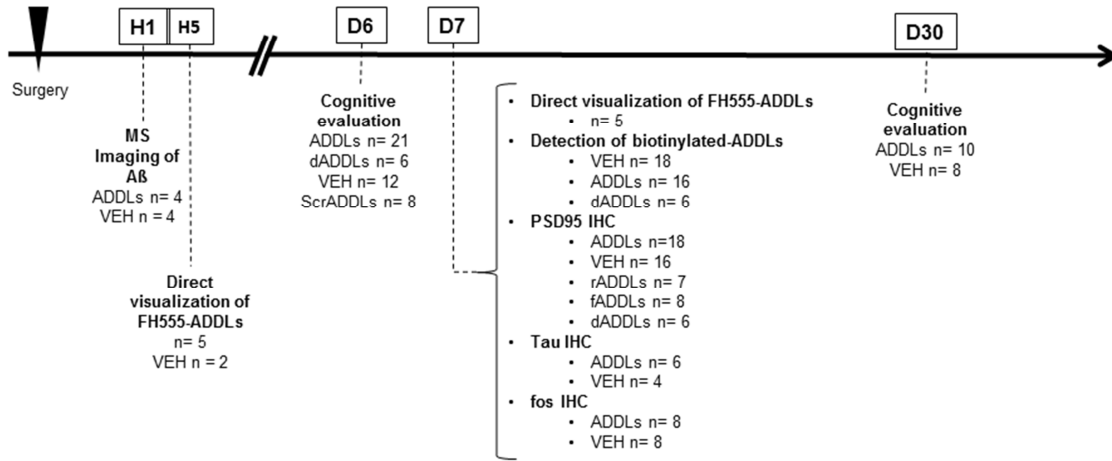 H1
H5
D6
D7
D30
Surgery
MS
Imaging of
Aß
ADDLs n= 4
VEH n = 4
Direct
visualization of
FH555-ADDLs
n= 5
VEH n = 2
Cognitive
evaluation
ADDLs n= 21
dADDLs n= 6
VEH n= 12
ScrADDLs n= 8
• Direct visualization of FH555-ADDLs
• n= 5
• Detection of biotinylated-ADDLs
• VEH n= 18
• ADDLs n= 16
• dADDLs n= 6
• PSD95 IHC
• ADDLs n=18
• VEH n= 16
• rADDLs n= 7
• fADDLs n= 8
• dADDLs n= 6
• Tau IHC
• ADDLs n= 6
• VEH n= 4
• fos IHC
• ADDLs n= 8
• VEH n= 8
Cognitive
evaluation
ADDLs n= 10
VEH n= 8